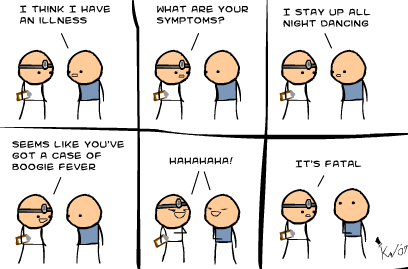 I THINK I HAVE
AN ILLNESS
WHAT ARE YOUR
SYMPTOMS?
I STAY UP ALL
NIGHT DANCING
SEEMS LIKE YOU'VE
GOT A CASE OF
BOOGIE FEVER
HAHAHAHA!
IT'S FATAL